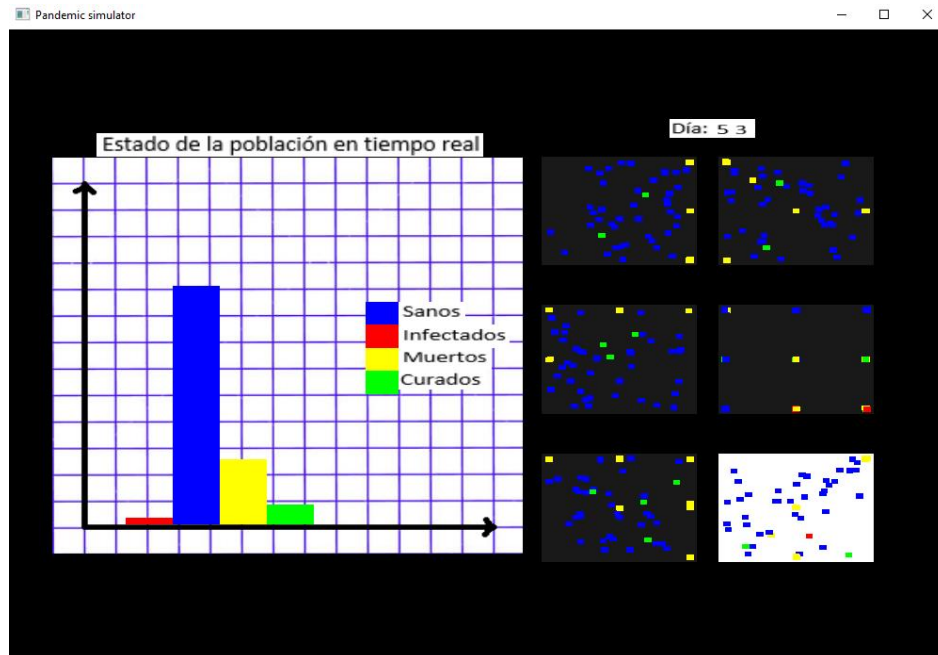 Pandemic simulator
Día: 5 3
Estado de la población en tiempo real
Sanos
Infectados
Muertos
Curados